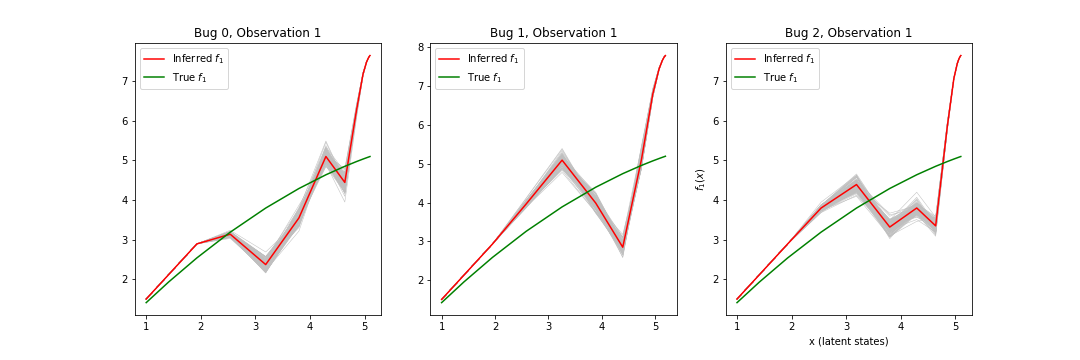 Bug 0, Observation 1
Inferred f₁
True f₁
7
6
5
4
3
2
1 2 3 4 5
Bug 1, Observation 1
Inferred f₁
True f₁
8
7
6
5
4
3
2
1 2 3 4 5
Bug 2, Observation 1
Inferred f₁
True f₁
f₁(x)
7
6
5
4
3
2
1 2 3 4 5
x (latent states)